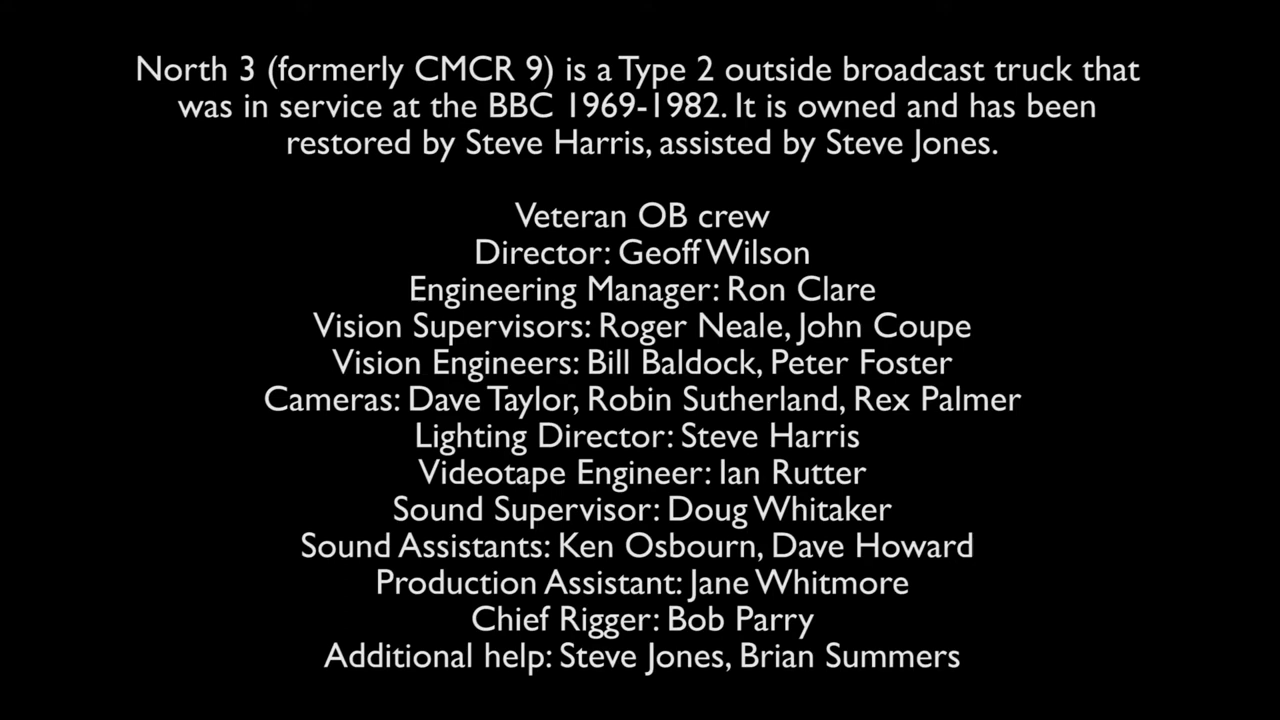 North 3 (formerly CMCR 9) is a Type 2 outside broadcast truck that
was in service at the BBC 1969-1982. It is owned and has been
restored by Steve Harris, assisted by Steve Jones.
Veteran OB crew
Director: Geoff Wilson
Engineering Manager: Ron Clare
Vision Supervisors: Roger Neale, John Coupe
Vision Engineers: Bill Baldock, Peter Foster
Cameras: Dave Taylor, Robin Sutherland, Rex Palmer
Lighting Director: Steve Harris
Videotape Engineer: Ian Rutter
Sound Supervisor: Doug Whitaker
Sound Assistants: Ken Osbourn, Dave Howard
Production Assistant: Jane Whitmore
Chief Rigger: Bob Parry
Additional help: Steve Jones, Brian Summers